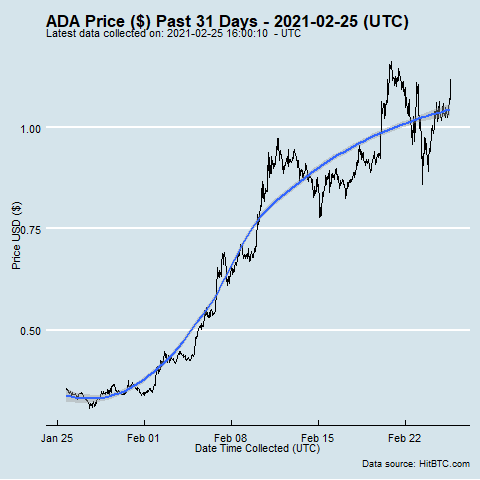 ADA Price ($) Past 31 Days - 2021-02-25 (UTC)
Latest data collected on: 2021-02-25 16:00:10 - UTC
Price USD ($)
1.00
0.75
0.50
Jan 25 Feb 01 Feb 08 Feb 15 Feb 22
Date Time Collected (UTC)
Data source: HitBTC.com